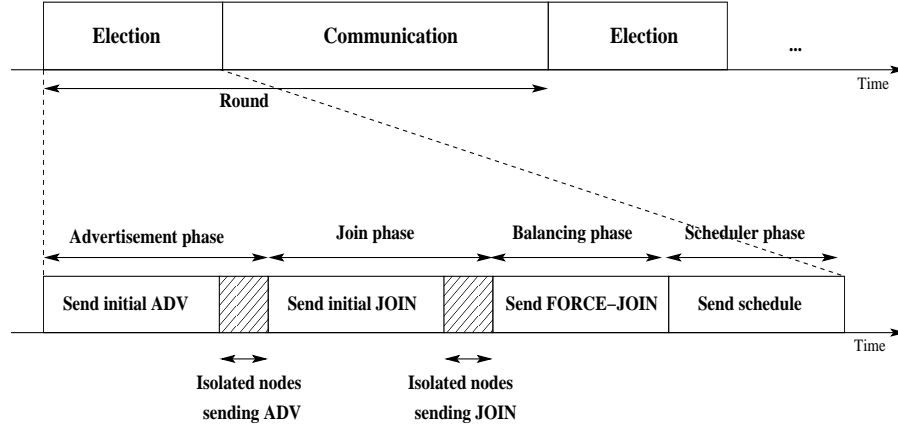 Election
Communication
Election
...
Time
Round
Advertisement phase
Join phase
Balancing phase
Scheduler phase
Send initial ADV
Send initial JOIN
Send FORCE−JOIN
Send schedule
Time
Isolated nodes
sending ADV
Isolated nodes
sending JOIN